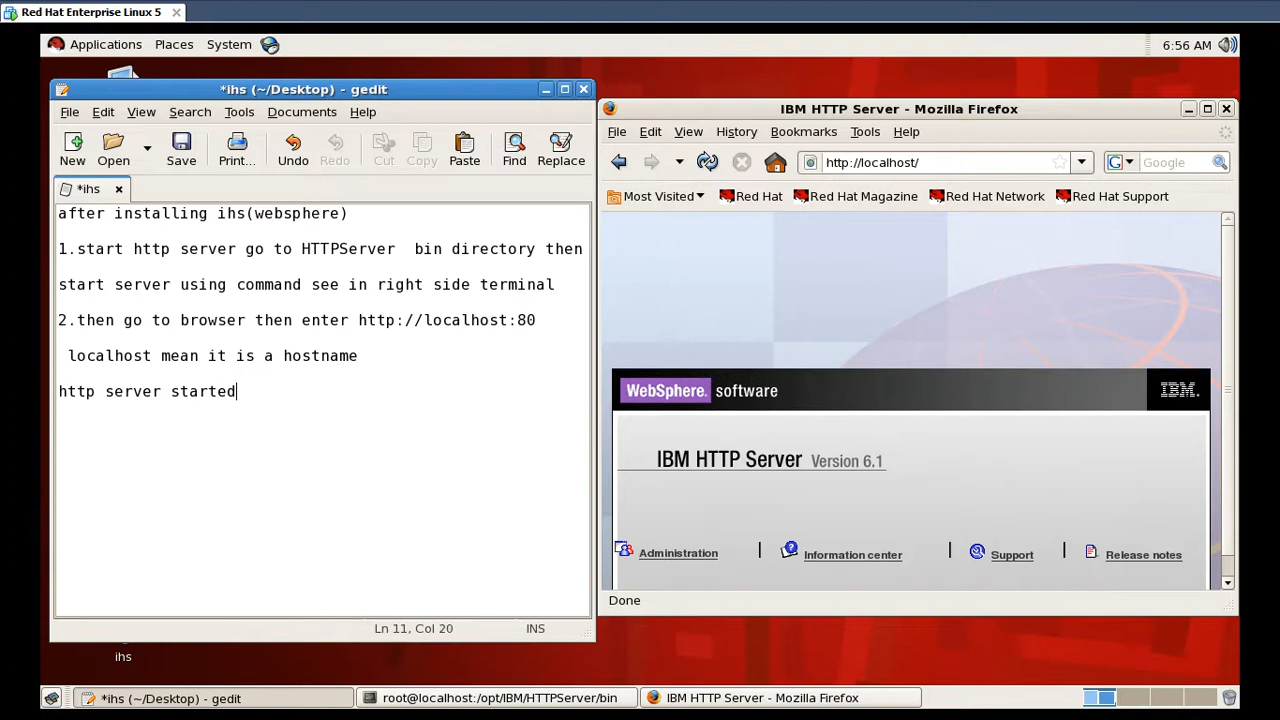 Red Hat Enterprise Linux 5
Applications Places System
6:56 AM
*ihs (~/Desktop) - gedit
File Edit View Search Tools Documents Help
New Open Save Print... Undo Redo Cut Copy Paste Find Replace
*ihs
after installing ihs(websphere)
1.start http server go to HTTPServer  bin directory then
start server using command see in right side terminal
2.then go to browser then enter http://localhost:80
localhost mean it is a hostname
http server started
Ln 11, Col 20 INS
IBM HTTP Server - Mozilla Firefox
File Edit View History Bookmarks Tools Help
http://localhost/
G Google
Most Visited Red Hat Red Hat Magazine Red Hat Network Red Hat Support
WebSphere. software
IBM.
IBM HTTP Server Version 6.1
Administration | Information center | Support | Release notes
Done
ihs
*ihs (~/Desktop) - gedit
root@localhost:/opt/IBM/HTTPServer/bin
IBM HTTP Server - Mozilla Firefox